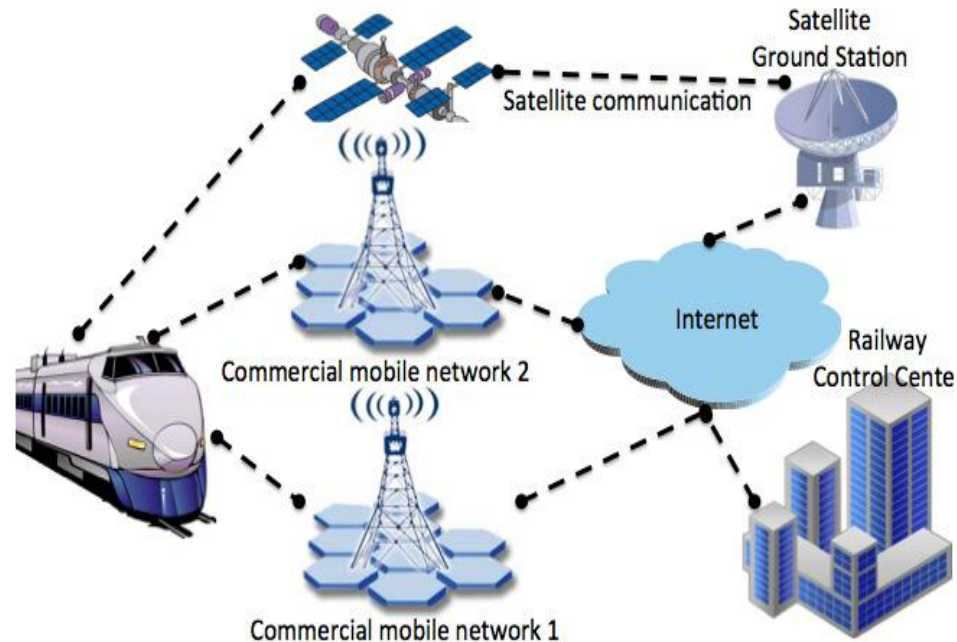 Satellite
Ground Station
Satellite communication
Internet
Railway
Control Cente
Commercial mobile network 2
Commercial mobile network 1